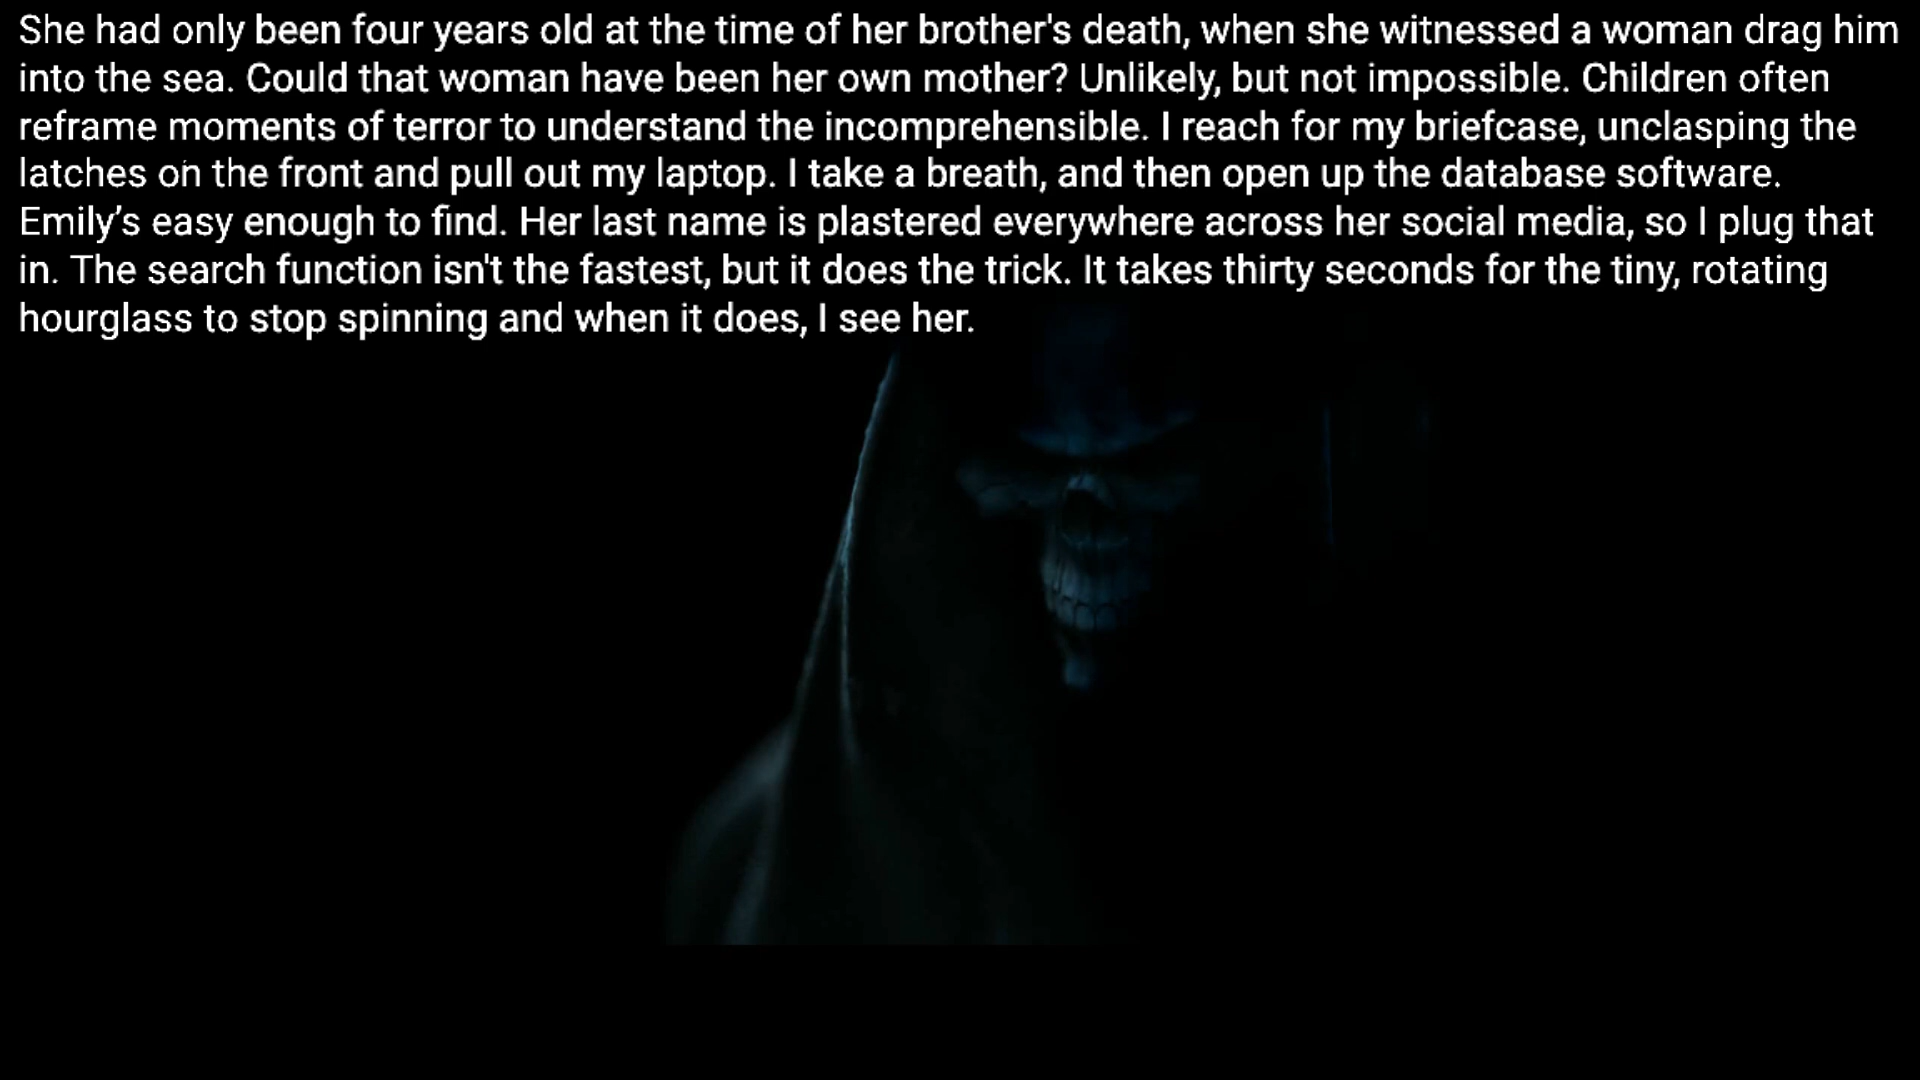 She had only been four years old at the time of her brother's death, when she witnessed a woman drag him
into the sea. Could that woman have been her own mother? Unlikely, but not impossible. Children often
reframe moments of terror to understand the incomprehensible. I reach for my briefcase, unclasping the
latches on the front and pull out my laptop. I take a breath, and then open up the database software.
Emily’s easy enough to find. Her last name is plastered everywhere across her social media, so I plug that
in. The search function isn't the fastest, but it does the trick. It takes thirty seconds for the tiny, rotating
hourglass to stop spinning and when it does, I see her.